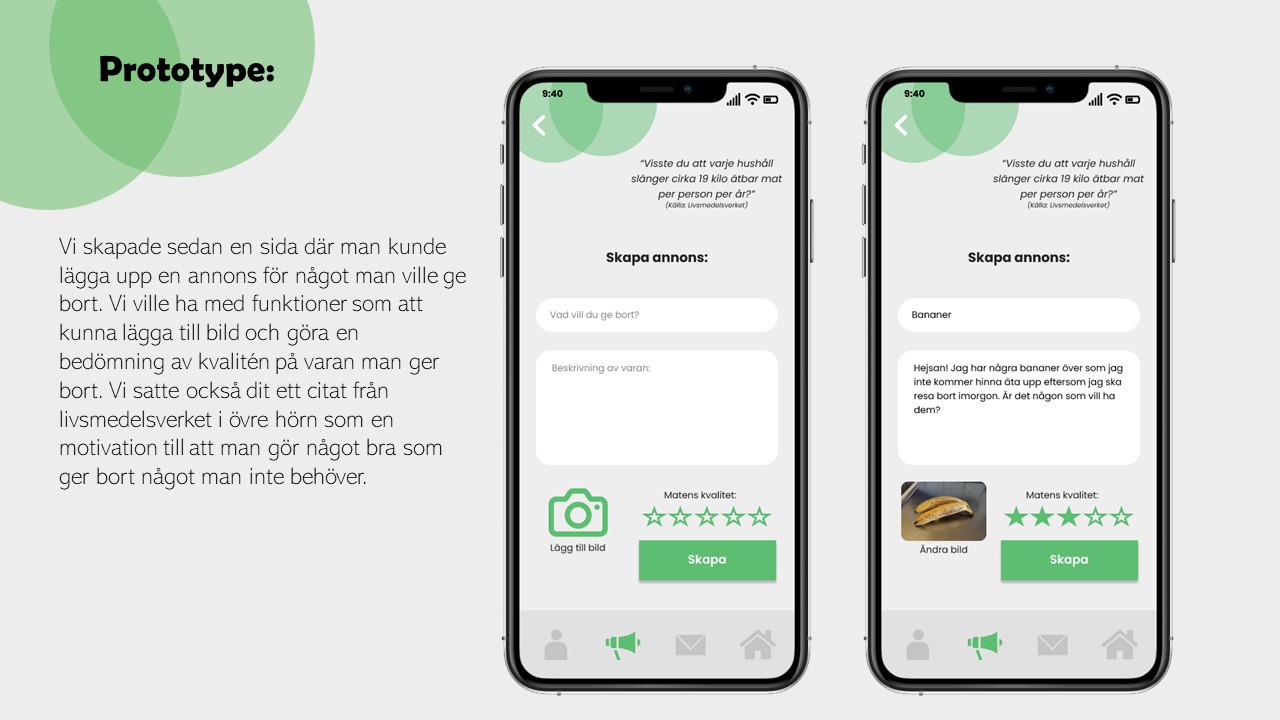 Prototype:
Vi skapade sedan en sida där man kunde
lägga upp en annons för något man ville ge
bort. Vi ville ha med funktioner som att
kunna lägga till bild och göra en
bedömning av kvalitén på varan man ger
bort. Vi satte också dit ett citat från
livsmedelsverket i övre hörn som en
motivation till att man gör något bra som
ger bort något man inte behöver.
9:40
“Visste du att varje hushåll
slänger cirka 19 kilo ätbar mat
per person per år?”
(Källa: Livsmedelsverket)
Skapa annons:
Vad vill du ge bort?
Beskrivning av varan:
Lägg till bild
Matens kvalitet:
Skapa
9:40
“Visste du att varje hushåll
slänger cirka 19 kilo ätbar mat
per person per år?”
(Källa: Livsmedelsverket)
Skapa annons:
Bananer
Hejsan! Jag har några bananer över som jag
inte kommer hinna äta upp eftersom jag ska
resa bort imorgon. Är det någon som vill ha
dem?
Ändra bild
Matens kvalitet:
Skapa